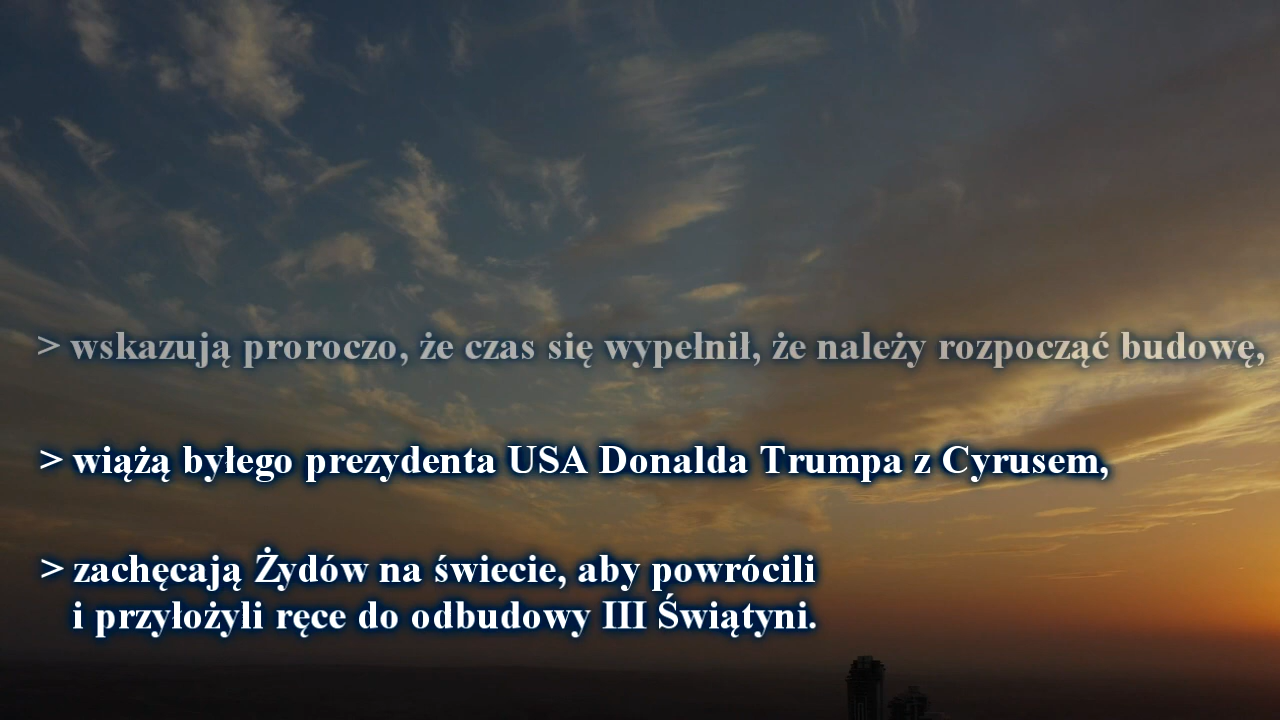 > wskazują proroczo, że czas się wypełnił, że należy rozpocząć budowę,
> wiążą byłego prezydenta USA Donalda Trumpa z Cyrusem,
> zachęcają Żydów na świecie, aby powrócili
i przyłożyli ręce do odbudowy III Świątyni.